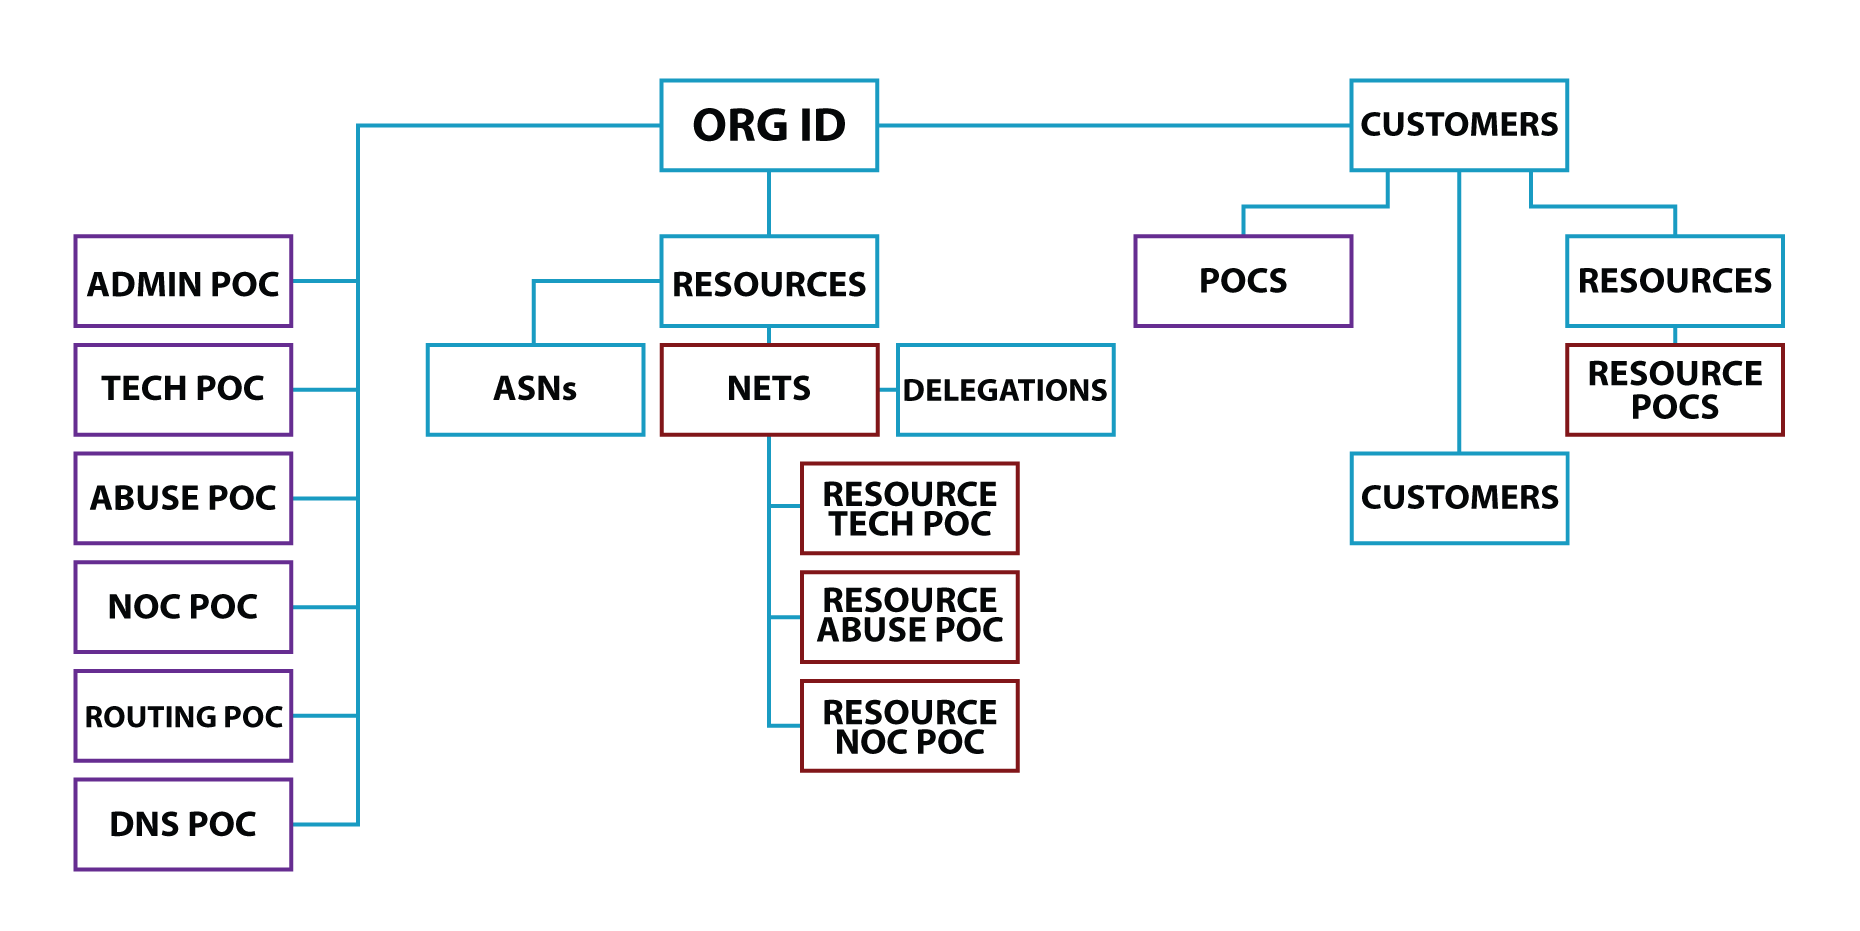 ORG ID
CUSTOMERS
ADMIN POC
RESOURCES
POCS
RESOURCES
TECH POC
ASNs
NETS
DELEGATIONS
RESOURCE
POCS
ABUSE POC
RESOURCE
TECH POC
CUSTOMERS
NOC POC
RESOURCE
ABUSE POC
ROUTING POC
RESOURCE
NOC POC
DNS POC